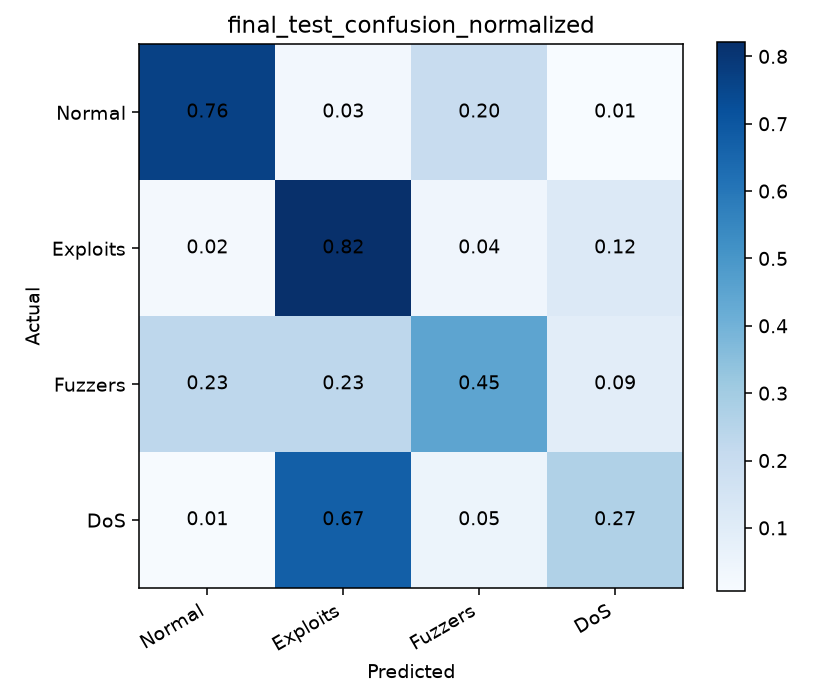 final_test_confusion_normalized
Normal 0.76 0.03 0.20 0.01
Exploits 0.02 0.82 0.04 0.12
Fuzzers 0.23 0.23 0.45 0.09
DoS 0.01 0.67 0.05 0.27
Actual
Normal Exploits Fuzzers DoS
Predicted
0.8
0.7
0.6
0.5
0.4
0.3
0.2
0.1